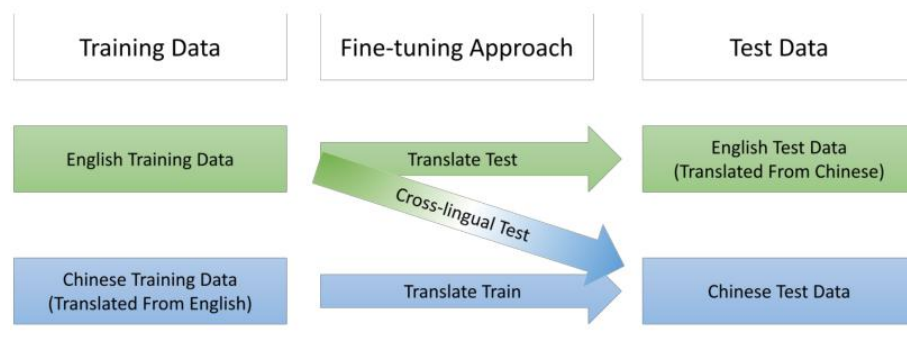 Training Data
Fine-tuning Approach
Test Data
English Training Data
Translate Test
English Test Data
(Translated From Chinese)
Cross-lingual Test
Chinese Training Data
(Translated From English)
Translate Train
Chinese Test Data